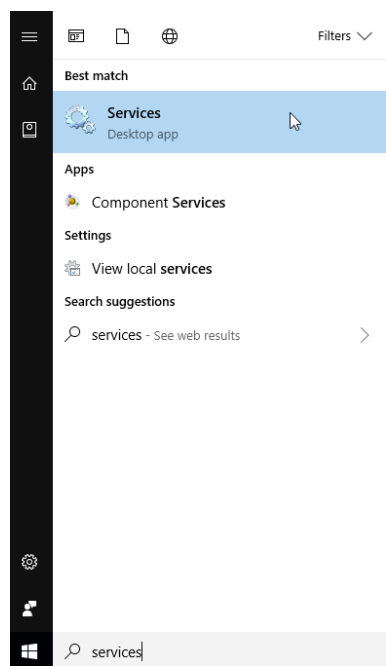 Filters
Best match
Services
Desktop app
Apps
Component Services
Settings
View local services
Search suggestions
services - See web results
services